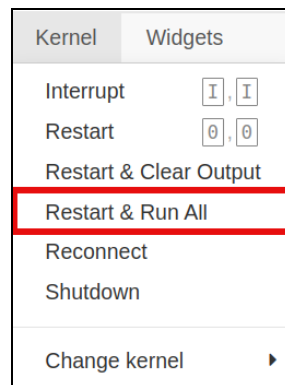 Kernel Widgets
Interrupt I, I
Restart 0, 0
Restart & Clear Output
Restart & Run All
Reconnect
Shutdown
Change kernel